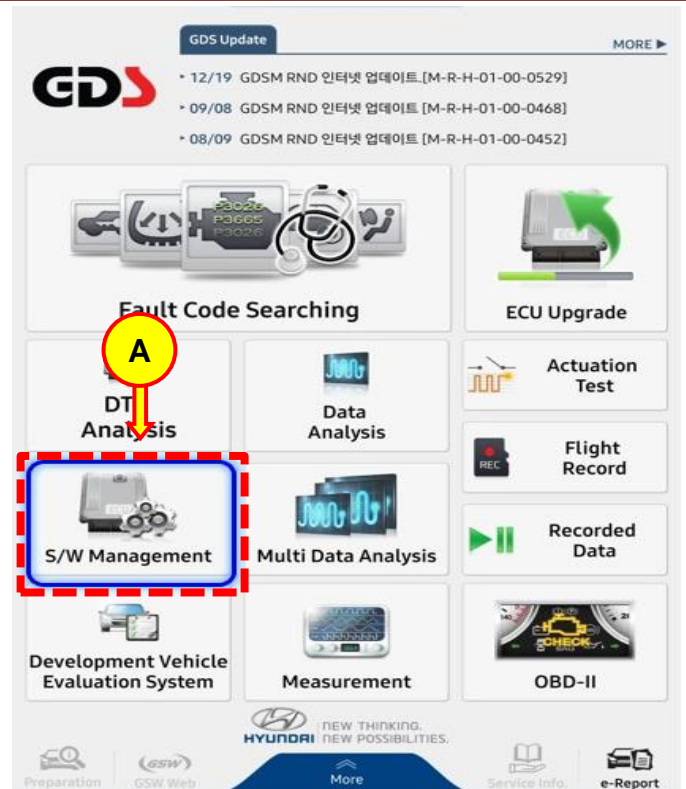 GDS Update
MORE ▶
GDS
12/19 GDSM RND 인터넷 업데이트.[M-R-H-01-00-0529]
09/08 GDSM RND 인터넷 업데이트 [M-R-H-01-00-0468]
08/09 GDSM RND 인터넷 업데이트 [M-R-H-01-00-0452]
P3026
P3665
P3026
ECU
Fault Code Searching
ECU Upgrade
A
DT
Analysis
Data
Analysis
Actuation
Test
REC
Flight
Record
ECU
S/W Management
Multi Data Analysis
Recorded
Data
Development Vehicle
Evaluation System
Measurement
CHECK
OBD-II
HYUNDAI
NEW THINKING.
NEW POSSIBILITIES.
(GSW)
Preparation
GSW Web
More
Service Info.
e-Report